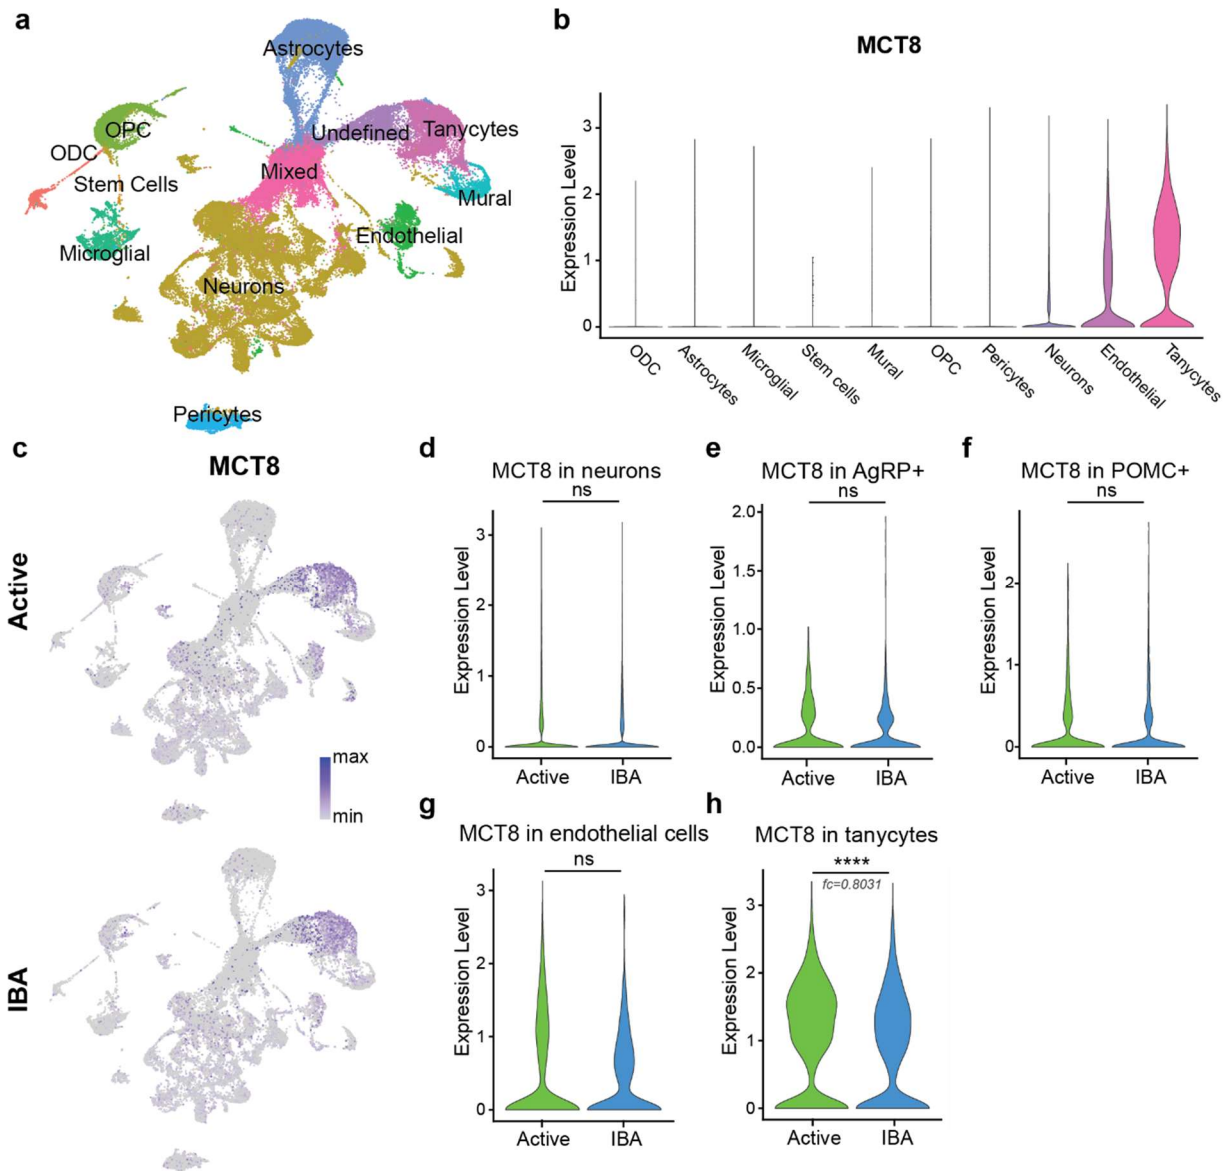 a
Astrocytes
OPC
ODC
Undefined
Tanycytes
Stem Cells
Mixed
Mural
Microglial
Endothelial
Neurons
Pericytes
b
MCT8
Expression Level
3
2
1
0
ODC
Astrocytes
Microglial
Stem cells
Mural
OPC
Pericytes
Neurons
Endothelial
Tanycytes
c
MCT8
Active
max
min
IBA
d
MCT8 in neurons
ns
Expression Level
3
2
1
0
Active IBA
e
MCT8 in AgRP+
ns
Expression Level
2.0
1.5
1.0
0.5
0.0
Active IBA
f
MCT8 in POMC+
ns
Expression Level
2
1
0
Active IBA
g
MCT8 in endothelial cells
ns
Expression Level
3
2
1
0
Active IBA
h
MCT8 in tanycytes
****
fc=0.8031
Expression Level
3
2
1
0
Active IBA